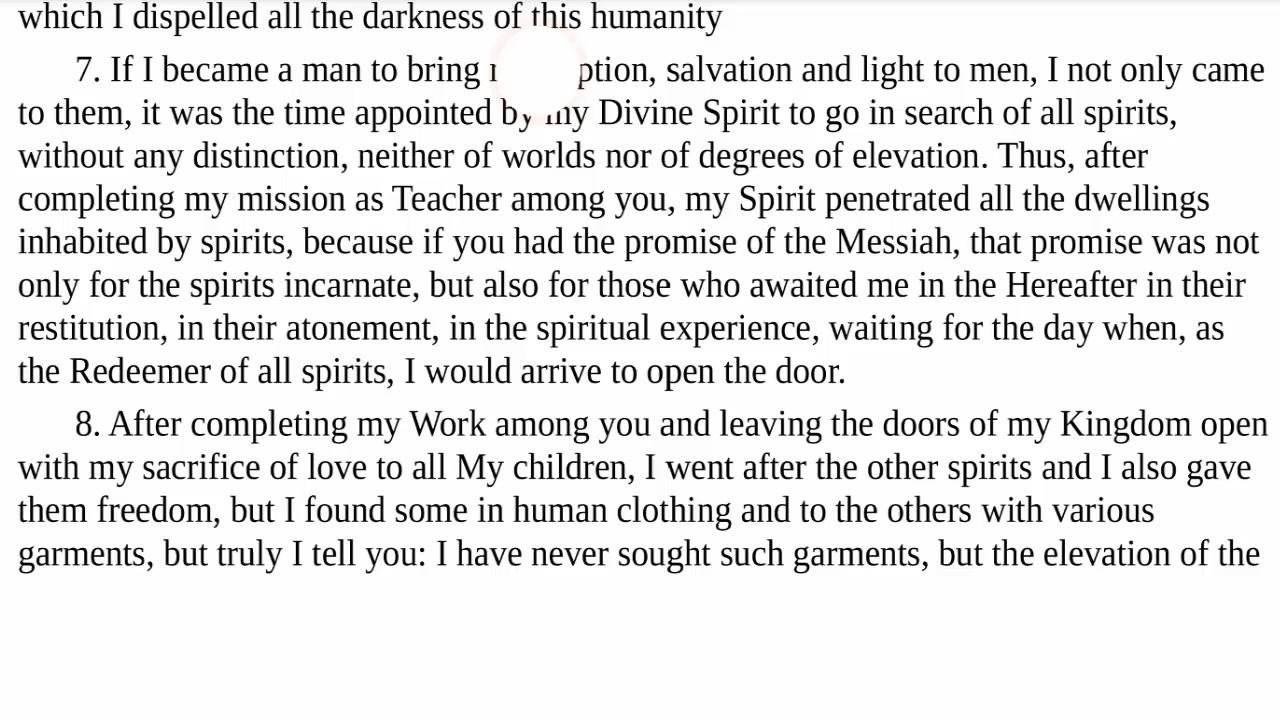 which I dispelled all the darkness of this humanity
7. If I became a man to bring ption, salvation and light to men, I not only came
to them, it was the time appointed by my Divine Spirit to go in search of all spirits,
without any distinction, neither of worlds nor of degrees of elevation. Thus, after
completing my mission as Teacher among you, my Spirit penetrated all the dwellings
inhabited by spirits, because if you had the promise of the Messiah, that promise was not
only for the spirits incarnate, but also for those who awaited me in the Hereafter in their
restitution, in their atonement, in the spiritual experience, waiting for the day when, as
the Redeemer of all spirits, I would arrive to open the door.
8. After completing my Work among you and leaving the doors of my Kingdom open
with my sacrifice of love to all My children, I went after the other spirits and I also gave
them freedom, but I found some in human clothing and to the others with various
garments, but truly I tell you: I have never sought such garments, but the elevation of the